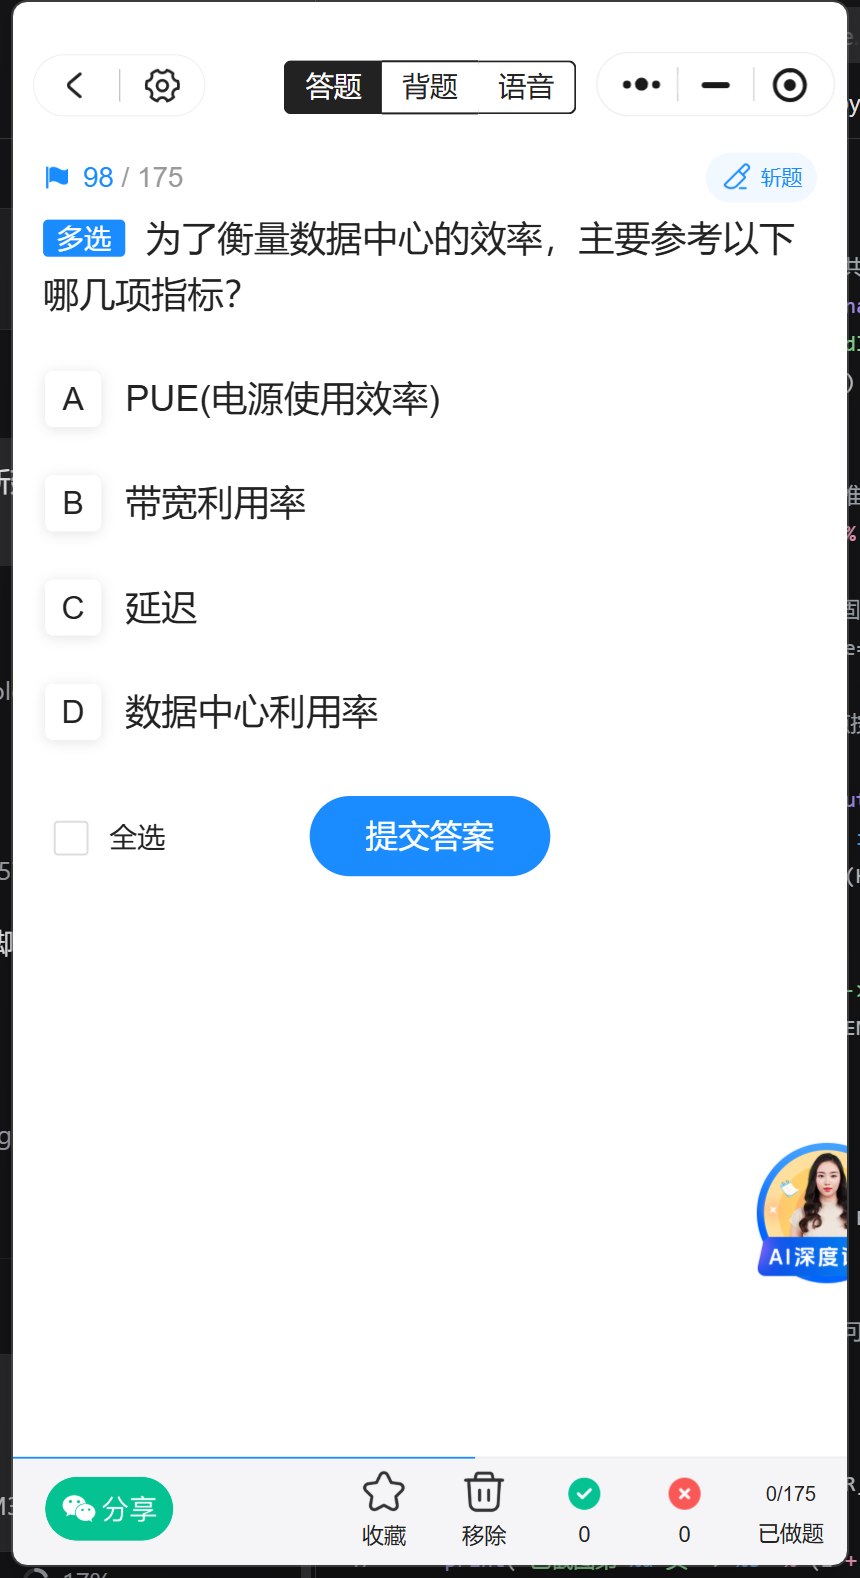 答题 背题 语音
98 / 175 斩题
多选 为了衡量数据中心的效率，主要参考以下
哪几项指标？
A PUE(电源使用效率)
B 带宽利用率
C 延迟
D 数据中心利用率
全选 提交答案
AI深度
分享
收藏
移除
0
0
0/175
已做题
17%